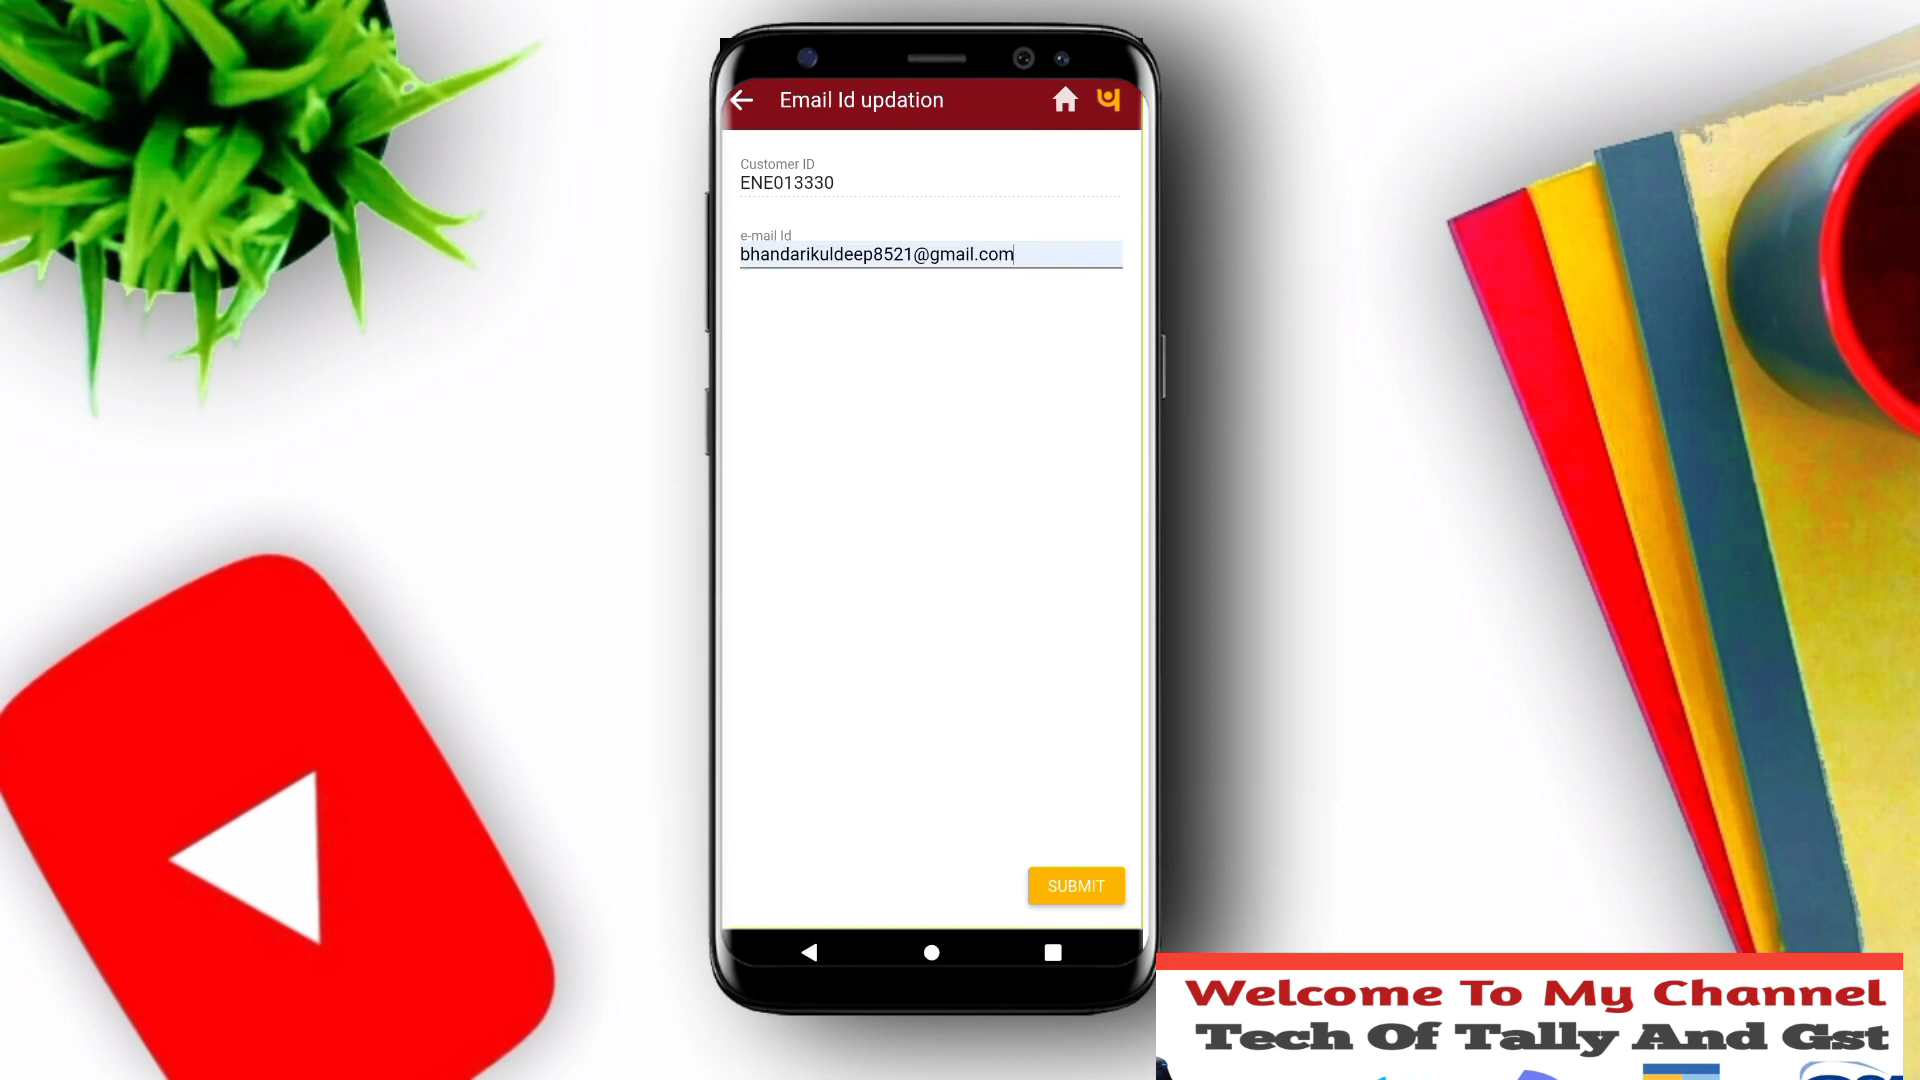 Email Id updation
Customer ID
ENE013330
e-mail Id
bhandarikuldeep8521@gmail.com
SUBMIT
Welcome To My Channel
Tech Of Tally And Gst